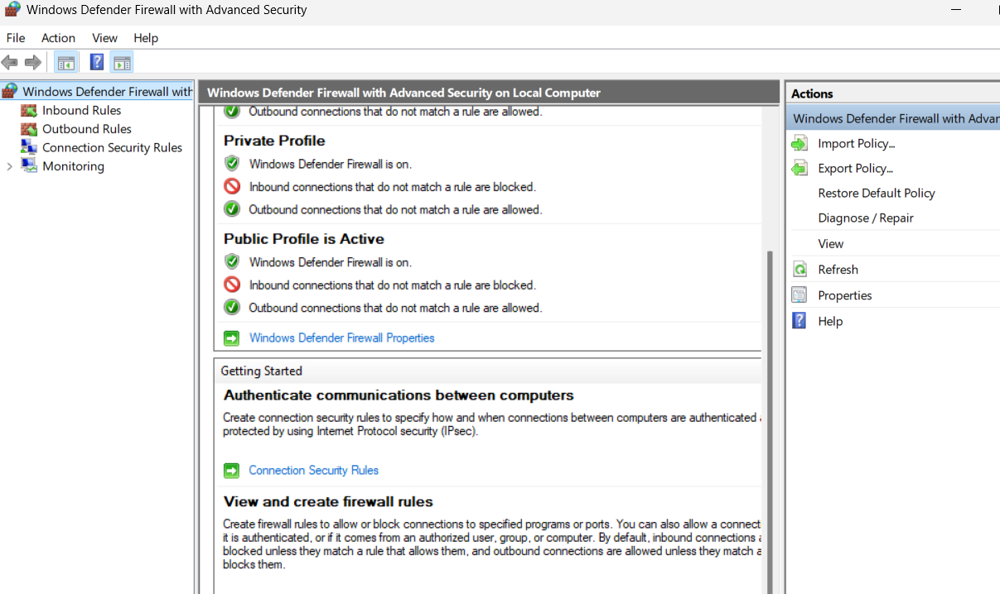 Windows Defender Firewall with Advanced Security
File Action View Help
Windows Defender Firewall with
Inbound Rules
Outbound Rules
Connection Security Rules
Monitoring
Windows Defender Firewall with Advanced Security on Local Computer
Outbound connections that do not match a rule are allowed.
Private Profile
Windows Defender Firewall is on.
Inbound connections that do not match a rule are blocked.
Outbound connections that do not match a rule are allowed.
Public Profile is Active
Windows Defender Firewall is on.
Inbound connections that do not match a rule are blocked.
Outbound connections that do not match a rule are allowed.
Windows Defender Firewall Properties
Getting Started
Authenticate communications between computers
Create connection security rules to specify how and when connections between computers are authenticated
protected by using Internet Protocol security (IPsec).
Connection Security Rules
View and create firewall rules
Create firewall rules to allow or block connections to specified programs or ports. You can also allow a connect
it is authenticated, or if it comes from an authorized user, group, or computer. By default, inbound connections
blocked unless they match a rule that allows them, and outbound connections are allowed unless they match a
blocks them.
Actions
Windows Defender Firewall with Advan
Import Policy...
Export Policy...
Restore Default Policy
Diagnose / Repair
View
Refresh
Properties
Help